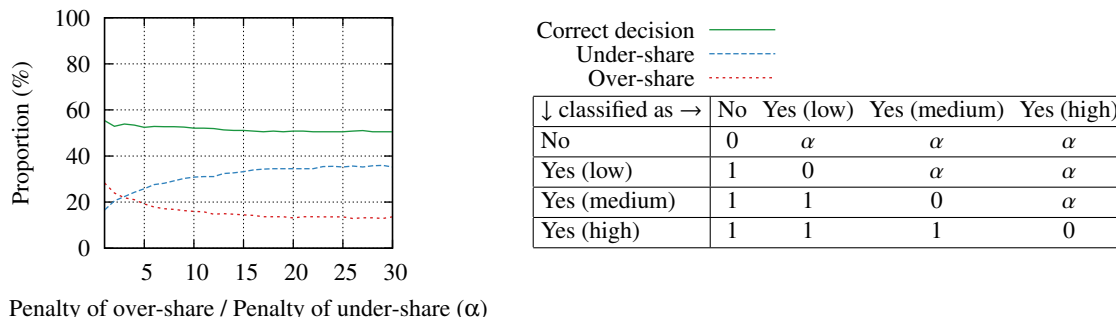 100
80
60
40
20
0
Proportion (%)
5 10 15 20 25 30
Penalty of over-share / Penalty of under-share (α)
Correct decision
Under-share
Over-share
↓ classified as → No Yes (low) Yes (medium) Yes (high)
No 0 α α α
Yes (low) 1 0 α α
Yes (medium) 1 1 0 α
Yes (high) 1 1 1 0